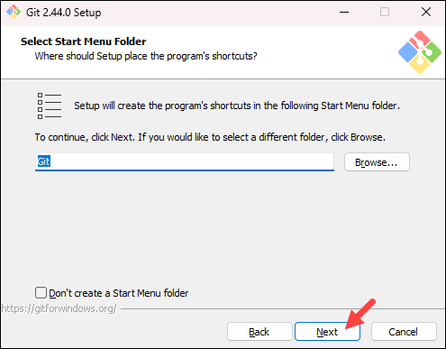 Git 2.44.0 Setup
Select Start Menu Folder
Where should Setup place the program's shortcuts?
Setup will create the program's shortcuts in the following Start Menu folder.
To continue, click Next. If you would like to select a different folder, click Browse.
Git
Browse...
Don't create a Start Menu folder
https://gitforwindows.org/
Back
Next
Cancel